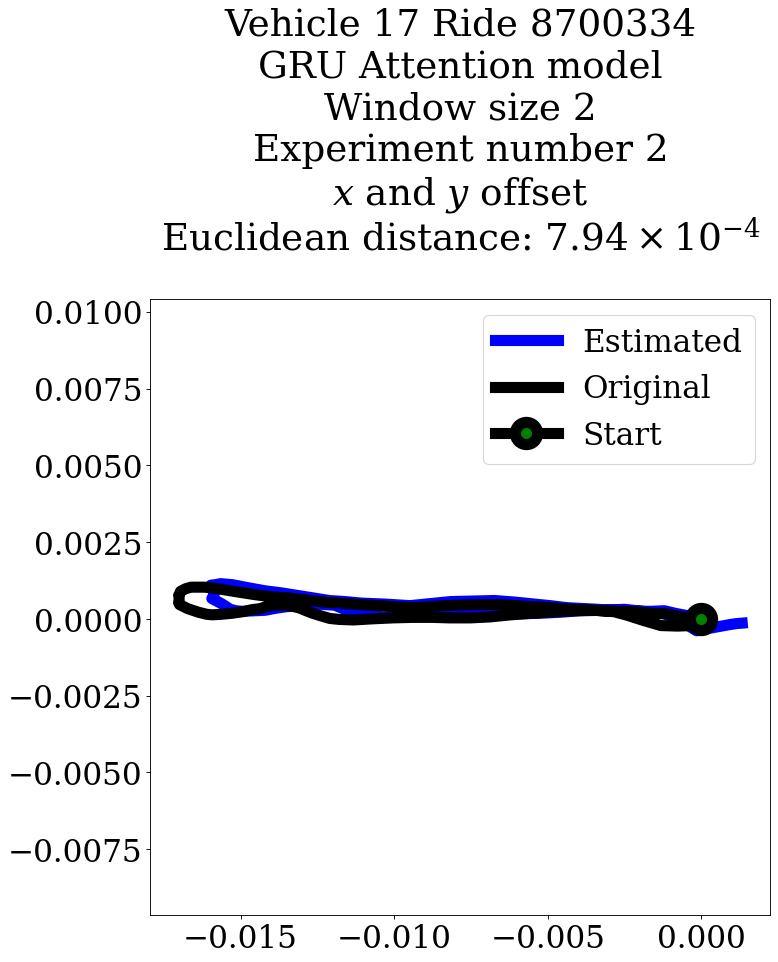 Vehicle 17 Ride 8700334
GRU Attention model
Window size 2
Experiment number 2
x and y offset
Euclidean distance: 7.94 × 10⁻⁴
0.0100
0.0075
0.0050
0.0025
0.0000
−0.0025
−0.0050
−0.0075
Estimated
Original
Start
−0.015
−0.010
−0.005
0.000